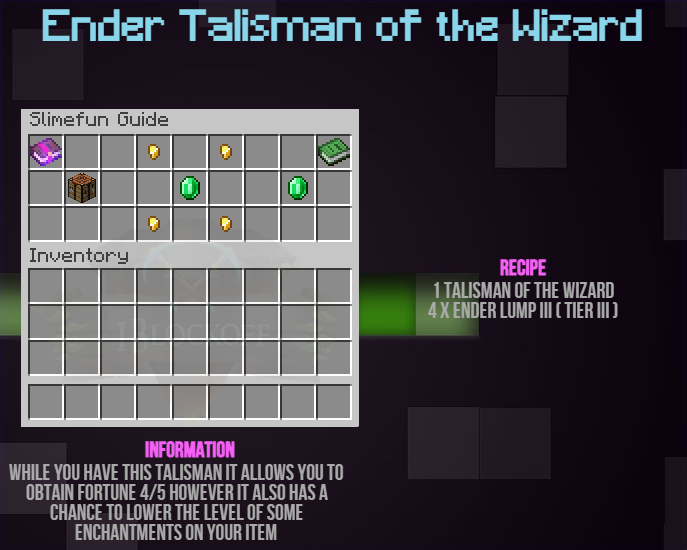 Ender Talisman of the Wizard
Slimefun Guide
Inventory
IBLOCKOFF
RECIPE
1 TALISMAN OF THE WIZARD
4 X ENDER LUMP III ( TIER III )
INFORMATION
WHILE YOU HAVE THIS TALISMAN IT ALLOWS YOU TO
OBTAIN FORTUNE 4/5 HOWEVER IT ALSO HAS A
CHANCE TO LOWER THE LEVEL OF SOME
ENCHANTMENTS ON YOUR ITEM